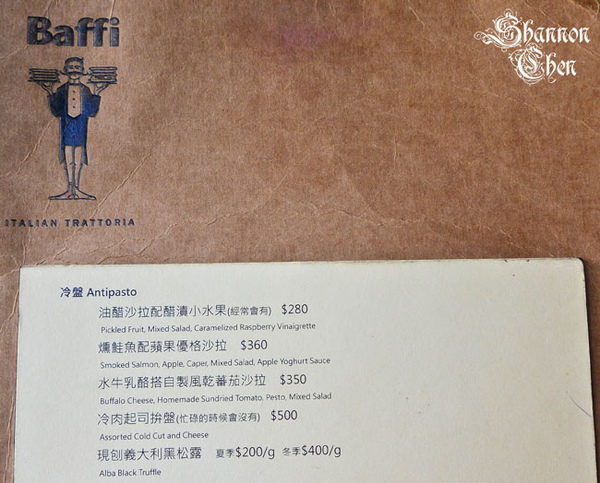 Baffi
ITALIAN TRATTORIA
Shannon
Chen
冷盤 Antipasto
油醋沙拉配醋漬小水果(經常會有) $280
Pickled Fruit, Mixed Salad, Caramelized Raspberry Vinaigrette
燻鮭魚配蘋果優格沙拉 $360
Smoked Salmon, Apple, Caper, Mixed Salad, Apple Yoghurt Sauce
水牛乳酪搭自製風乾蕃茄沙拉 $350
Buffalo Cheese, Homemade Sundried Tomato, Pesto, Mixed Salad
冷肉起司拚盤(忙碌的時候會沒有) $500
Assorted Cold Cut and Cheese
現刨義大利黑松露 夏季$200/g 冬季$400/g
Alba Black Truffle